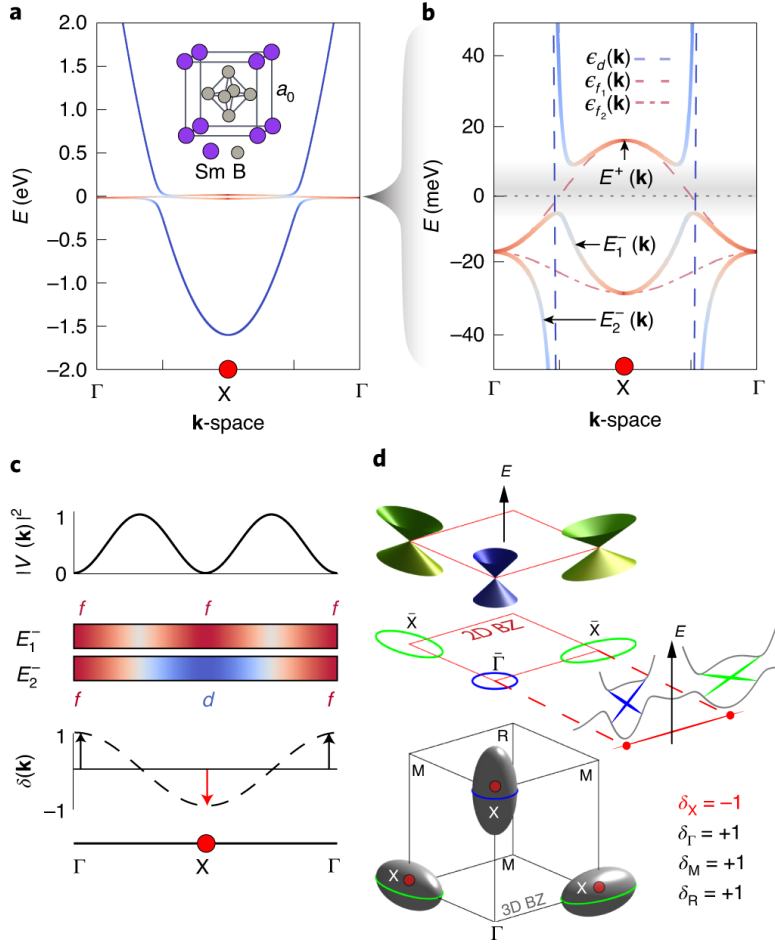 a
2.0
1.5
1.0
0.5
0
−0.5
−1.0
−1.5
−2.0
E (eV)
a0
Sm B
Γ X Γ
k-space
b
40
20
0
−20
−40
E (meV)
ϵd(k)
ϵf1(k)
ϵf2(k)
E+ (k)
E1− (k)
E2− (k)
Γ X Γ
k-space
c
|V (k)|2
1
0
f f f
E1−
E2−
f d f
δ(k)
1
−1
Γ X Γ
d
E
X̄ 2D BZ X̄
Γ̄
E
R
M M
X
M
X X
3D BZ
Γ
δX = −1
δΓ = +1
δM = +1
δR = +1